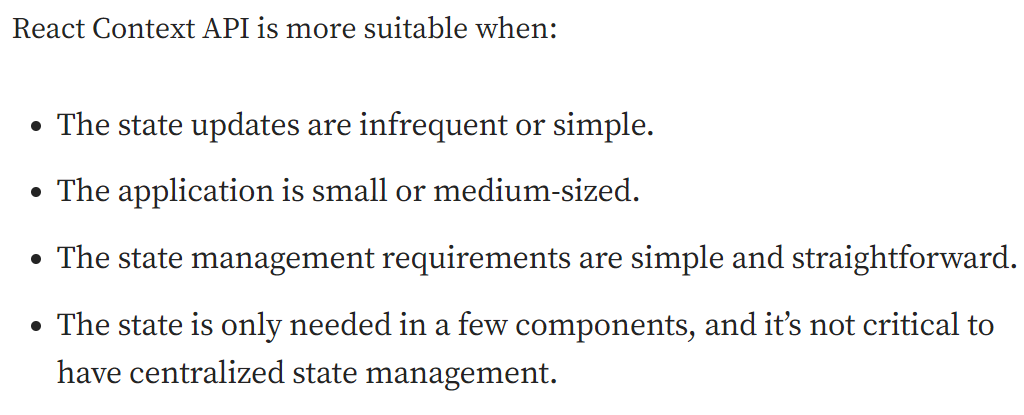 React Context API is more suitable when:
• The state updates are infrequent or simple.
• The application is small or medium-sized.
• The state management requirements are simple and straightforward.
• The state is only needed in a few components, and it’s not critical to
have centralized state management.